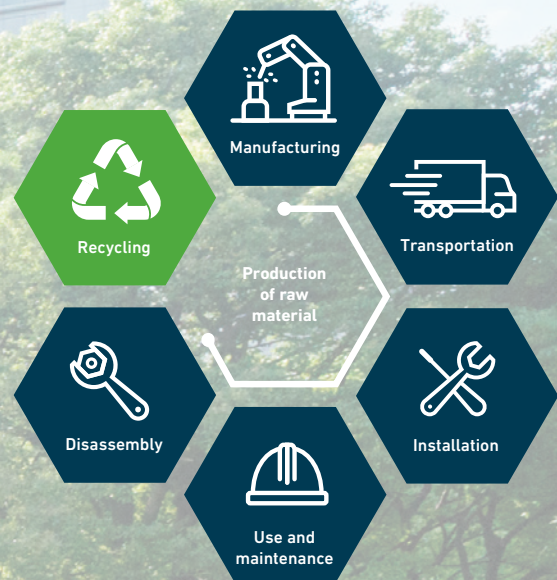 Manufacturing
Transportation
Installation
Use and
maintenance
Disassembly
Recycling
Production
of raw
material